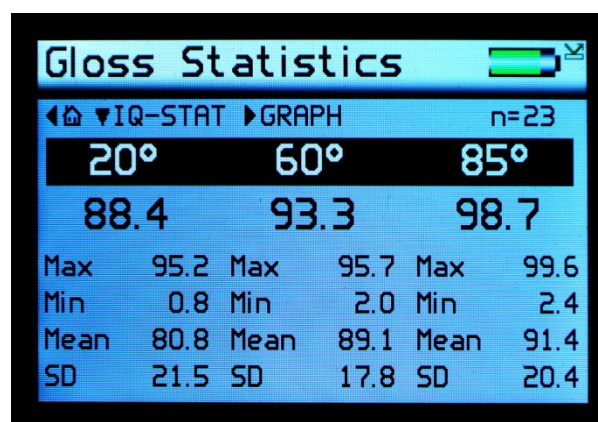 Gloss Statistics
IQ-STAT GRAPH n=23
20° 60° 85°
88.4 93.3 98.7
Max 95.2 Max 95.7 Max 99.6
Min 0.8 Min 2.0 Min 2.4
Mean 80.8 Mean 89.1 Mean 91.4
SD 21.5 SD 17.8 SD 20.4